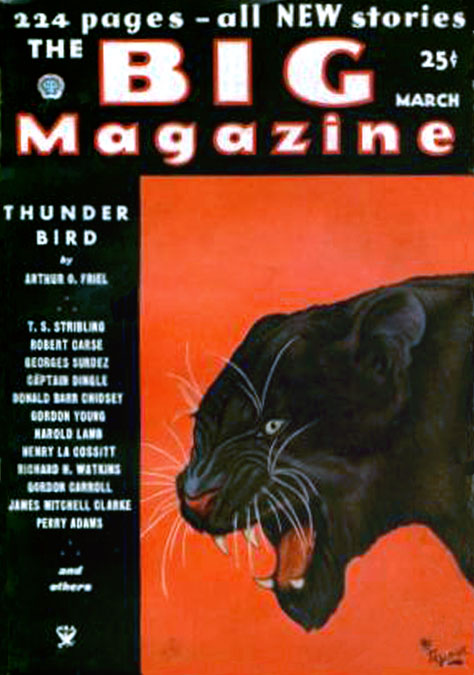 224 pages - all NEW stories
THE
BIG
25¢
MARCH
Magazine
THUNDER
BIRD
by
ARTHUR O. FRIEL
T. S. STRIBLING
ROBERT CARSE
GEORGES SURDEZ
CAPTAIN DINGLE
DONALD BARR CHIDSEY
GORDON YOUNG
HAROLD LAMB
HENRY LA COSSITT
RICHARD H. WATKINS
GORDON CARROLL
JAMES MITCHELL CLARKE
PERRY ADAMS
and
others